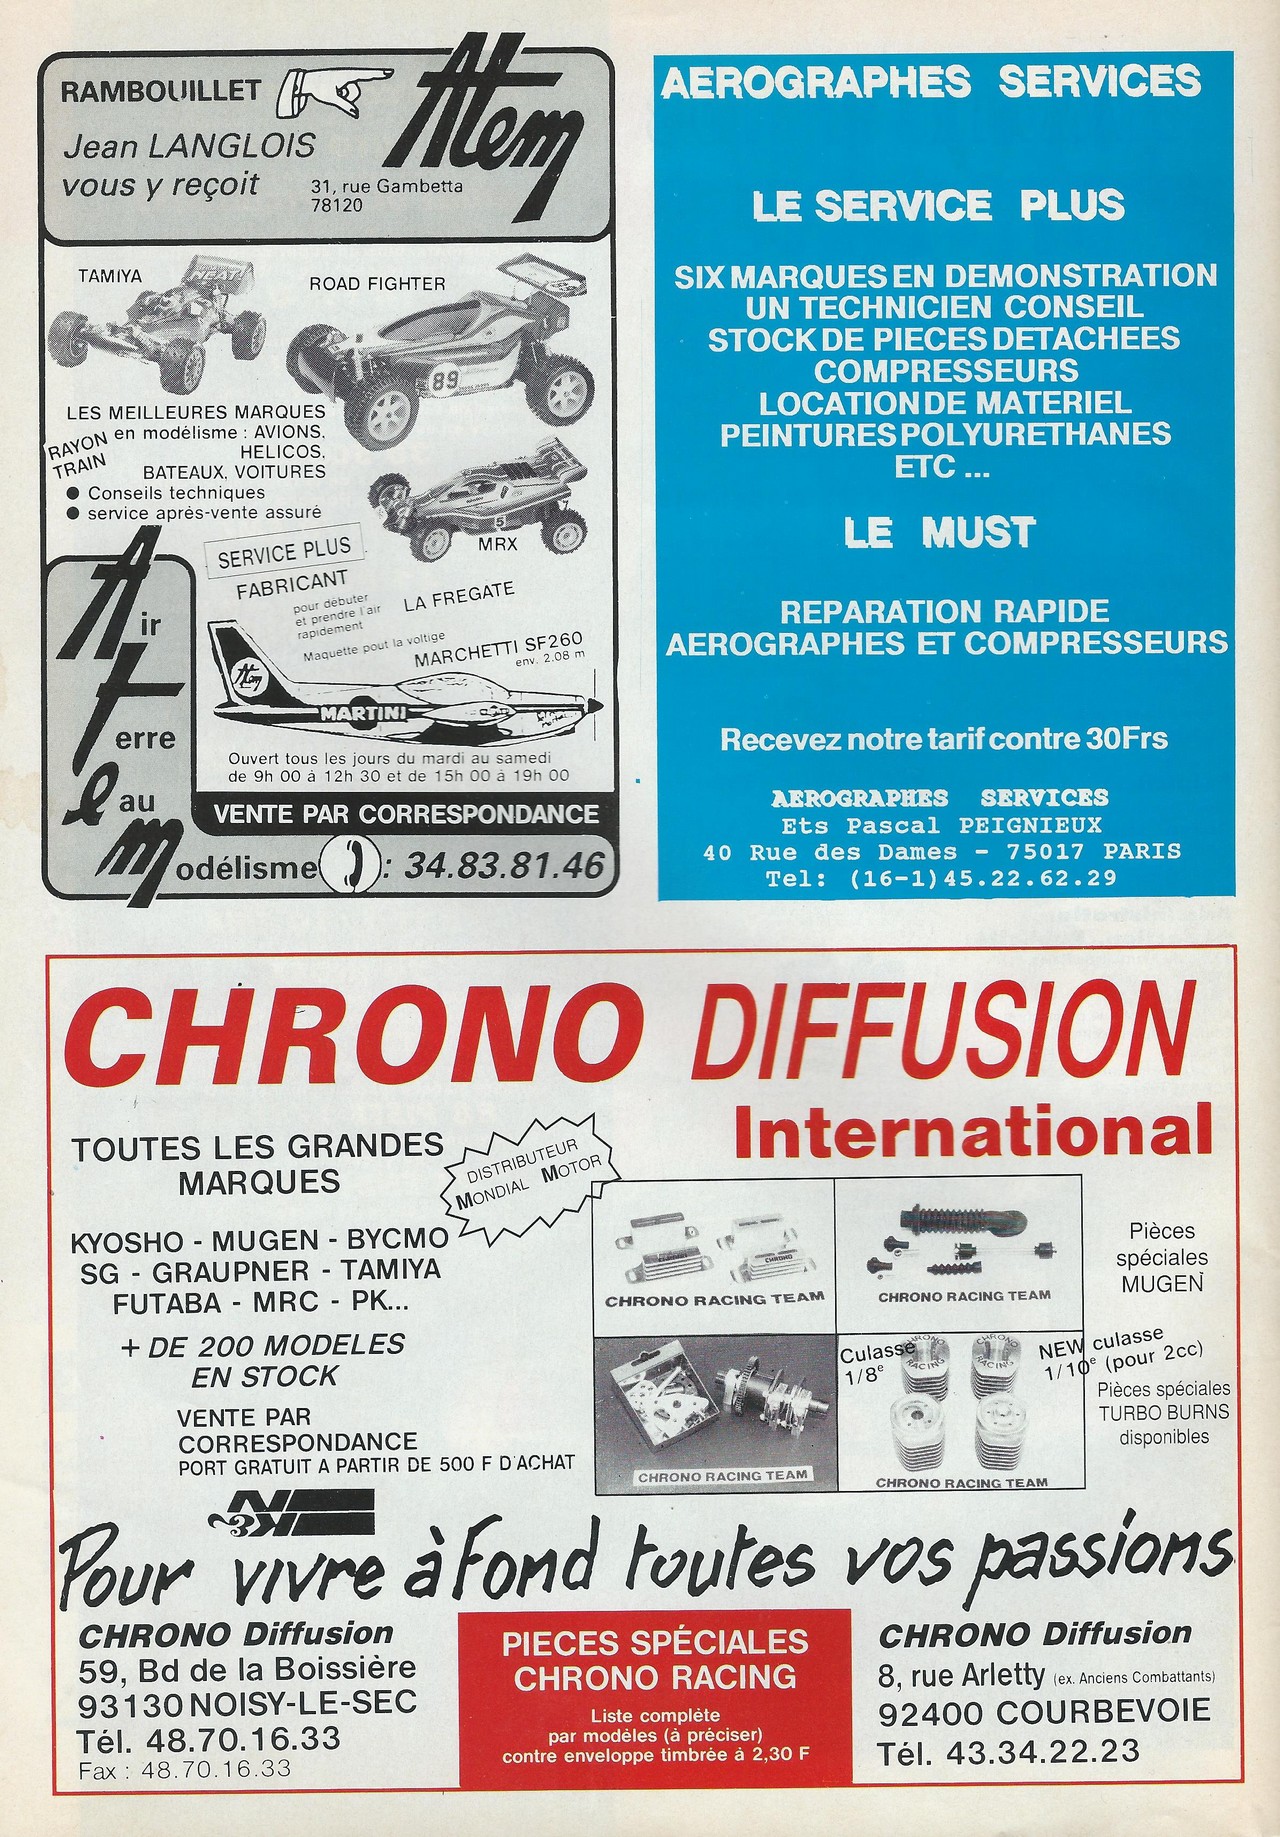 RAMBOUILLET
Atem
Jean LANGLOIS
vous y reçoit
31, rue Gambetta
78120
TAMIYA
ROAD FIGHTER
89
LES MEILLEURES MARQUES
en modélisme : AVIONS,
HELICOS,
BATEAUX, VOITURES
RAYON
TRAIN
● Conseils techniques
● service après-vente assuré
5
MRX
SERVICE PLUS
FABRICANT
pour débuter
et prendre l'air
rapidement
LA FREGATE
Maquette pout la voltige
MARCHETTI SF260
env. 2.08 m
Atem
MARTINI
Air
Terre
eau
modélisme : 34.83.81.46
Ouvert tous les jours du mardi au samedi
de 9h 00 à 12h 30 et de 15h 00 à 19h 00
VENTE PAR CORRESPONDANCE
AEROGRAPHES SERVICES
LE SERVICE PLUS
SIX MARQUES EN DEMONSTRATION
UN TECHNICIEN CONSEIL
STOCK DE PIECES DETACHEES
COMPRESSEURS
LOCATION DE MATERIEL
PEINTURES POLYURETHANES
ETC ...
LE MUST
REPARATION RAPIDE
AEROGRAPHES ET COMPRESSEURS
Recevez notre tarif contre 30Frs
AEROGRAPHES SERVICES
Ets Pascal PEIGNIEUX
40 Rue des Dames - 75017 PARIS
Tel: (16-1)45.22.62.29
CHRONO DIFFUSION
International
TOUTES LES GRANDES
MARQUES
DISTRIBUTEUR
MONDIAL MOTOR
KYOSHO - MUGEN - BYCMO
SG - GRAUPNER - TAMIYA
FUTABA - MRC - PK...
+ DE 200 MODELES
EN STOCK
VENTE PAR
CORRESPONDANCE
PORT GRATUIT A PARTIR DE 500 F D'ACHAT
CHRONO
CHRONO RACING TEAM
CHRONO RACING TEAM
Pièces
spéciales
MUGEN
CHRONO RACING TEAM
Culasse
1/8e
CHRONO
RACING
CHRONO
RACING
NEW culasse
1/10e (pour 2cc)
CHRONO RACING TEAM
Pièces spéciales
TURBO BURNS
disponibles
Pour vivre à fond toutes vos passions
CHRONO Diffusion
59, Bd de la Boissière
93130 NOISY-LE-SEC
Tél. 48.70.16.33
Fax : 48.70.16.33
PIECES SPÉCIALES
CHRONO RACING
Liste complète
par modèles (à préciser)
contre enveloppe timbrée à 2,30 F
CHRONO Diffusion
8, rue Arletty (ex. Anciens Combattants)
92400 COURBEVOIE
Tél. 43.34.22.23